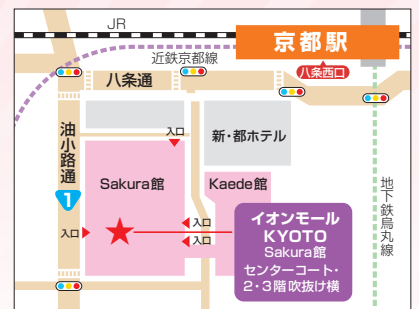 JR
京都駅
近鉄京都線
八条西口
八条通
油小路通
1
入口
新・都ホテル
Sakura館
Kaede館
入口
入口
入口
地下鉄烏丸線
イオンモール
KYOTO
Sakura館
センターコート・
2・3階 吹抜け横